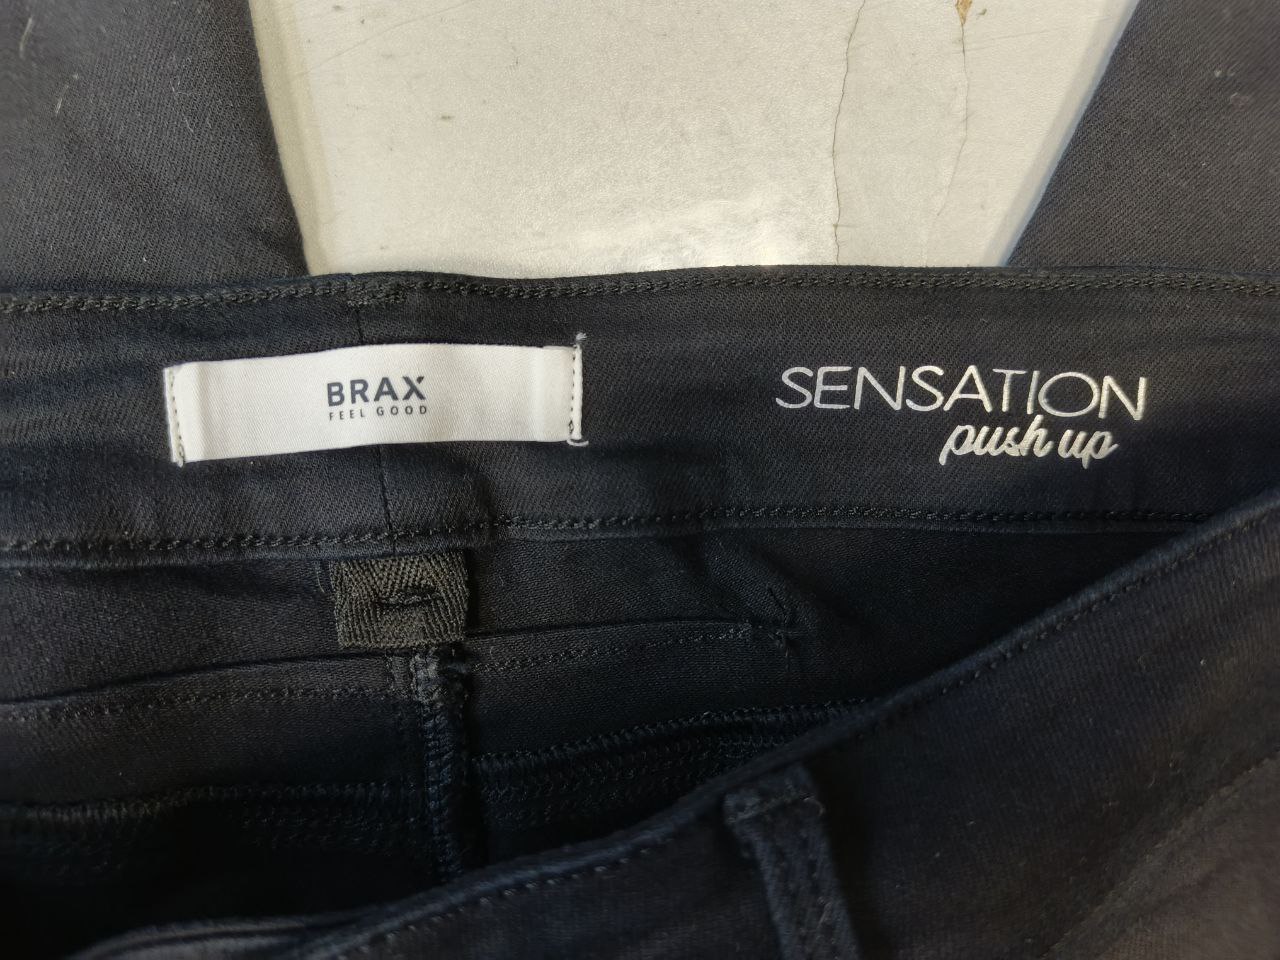 BRAX
FEEL GOOD
SENSATION
push up